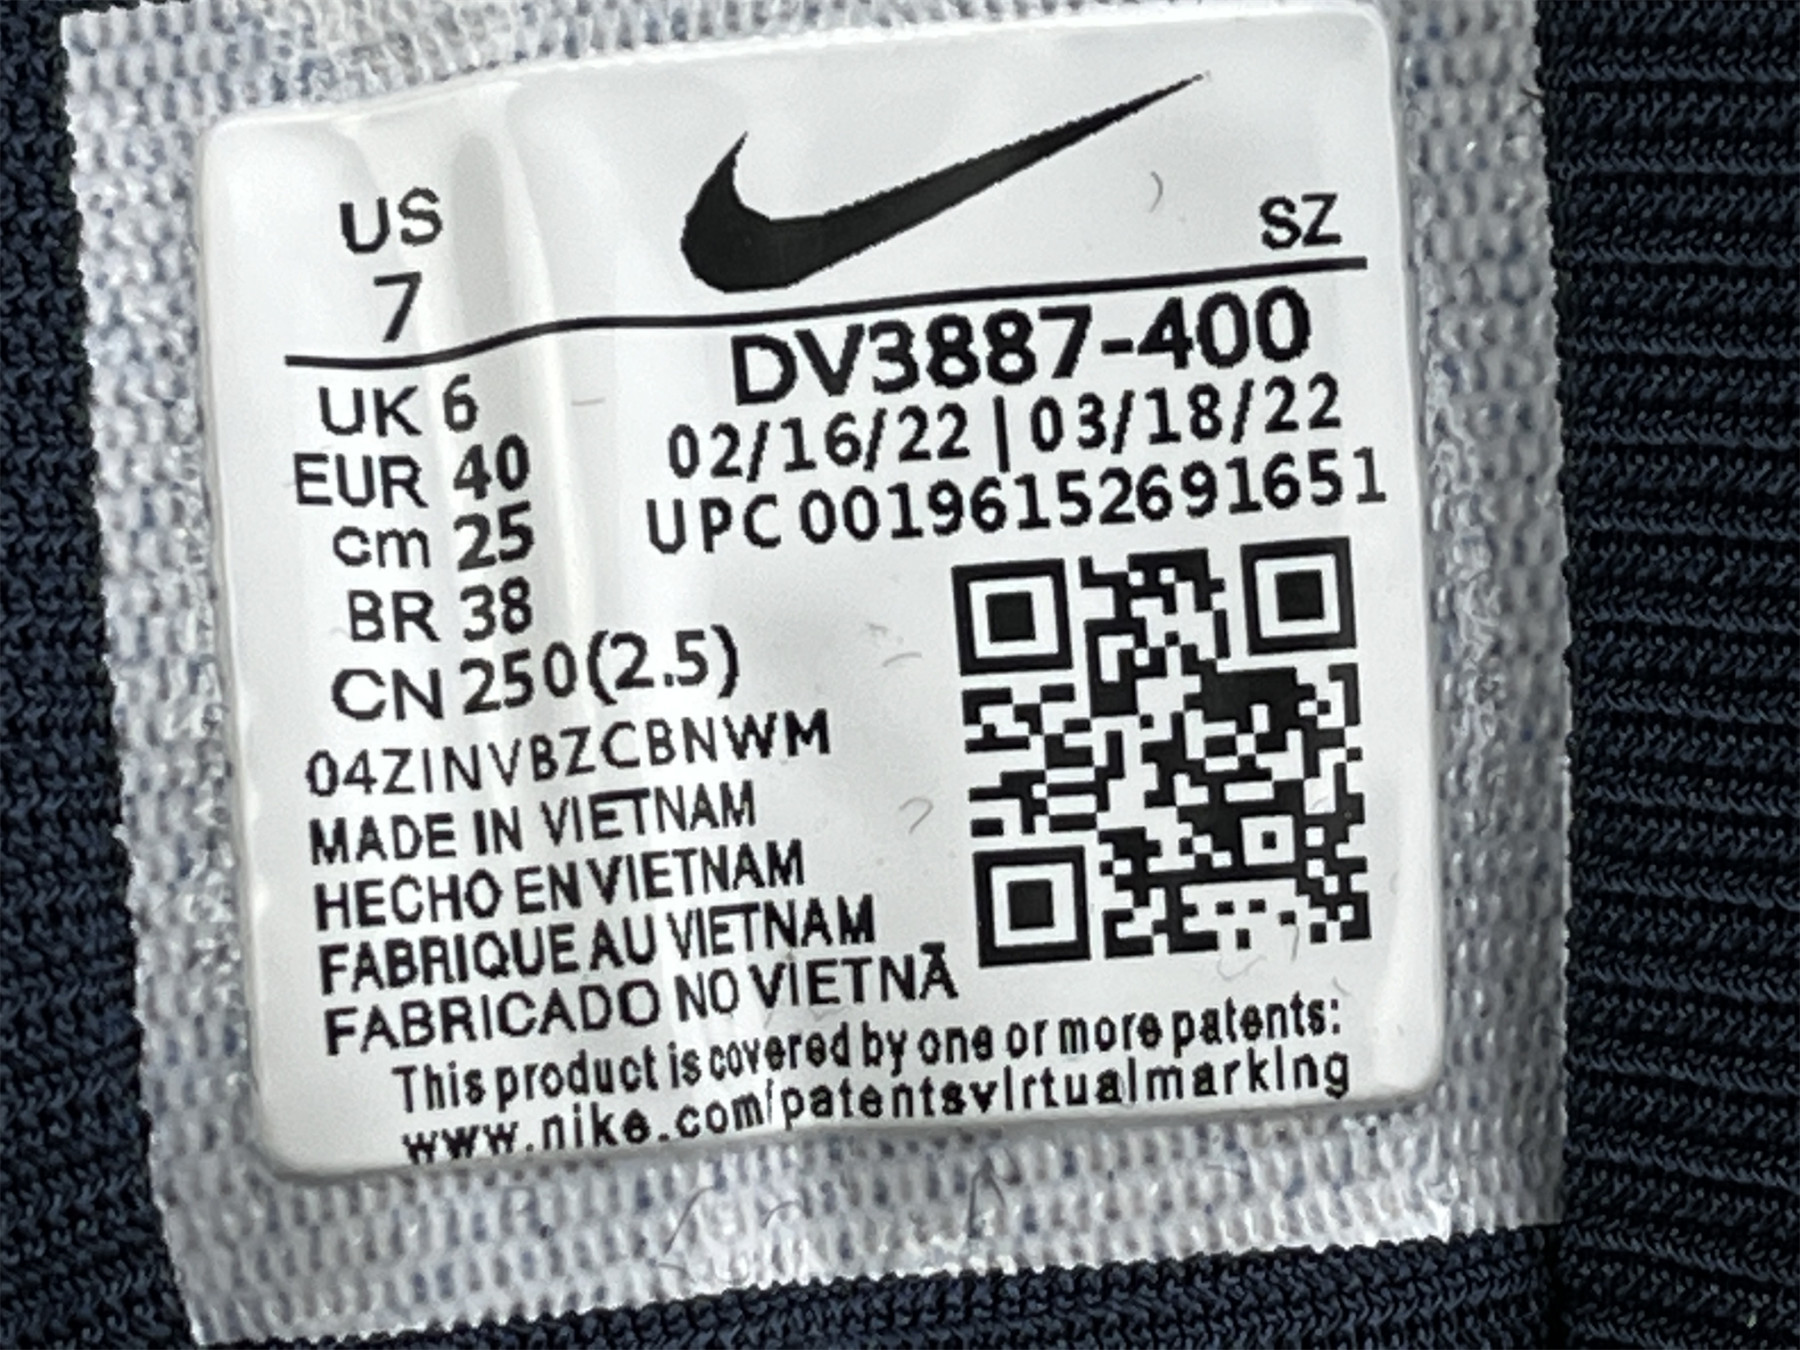 US
7
SZ
UK 6
EUR 40
cm 25
BR 38
CN 250(2.5)
DV3887-400
02/16/22 | 03/18/22
UPC 00196152691651
04ZINVBZCBNWM
MADE IN VIETNAM
HECHO EN VIETNAM
FABRIQUE AU VIETNAM
FABRICADO NO VIETNÃ
This product is covered by one or more patents:
www.nike.com/patentsvirtualmarking